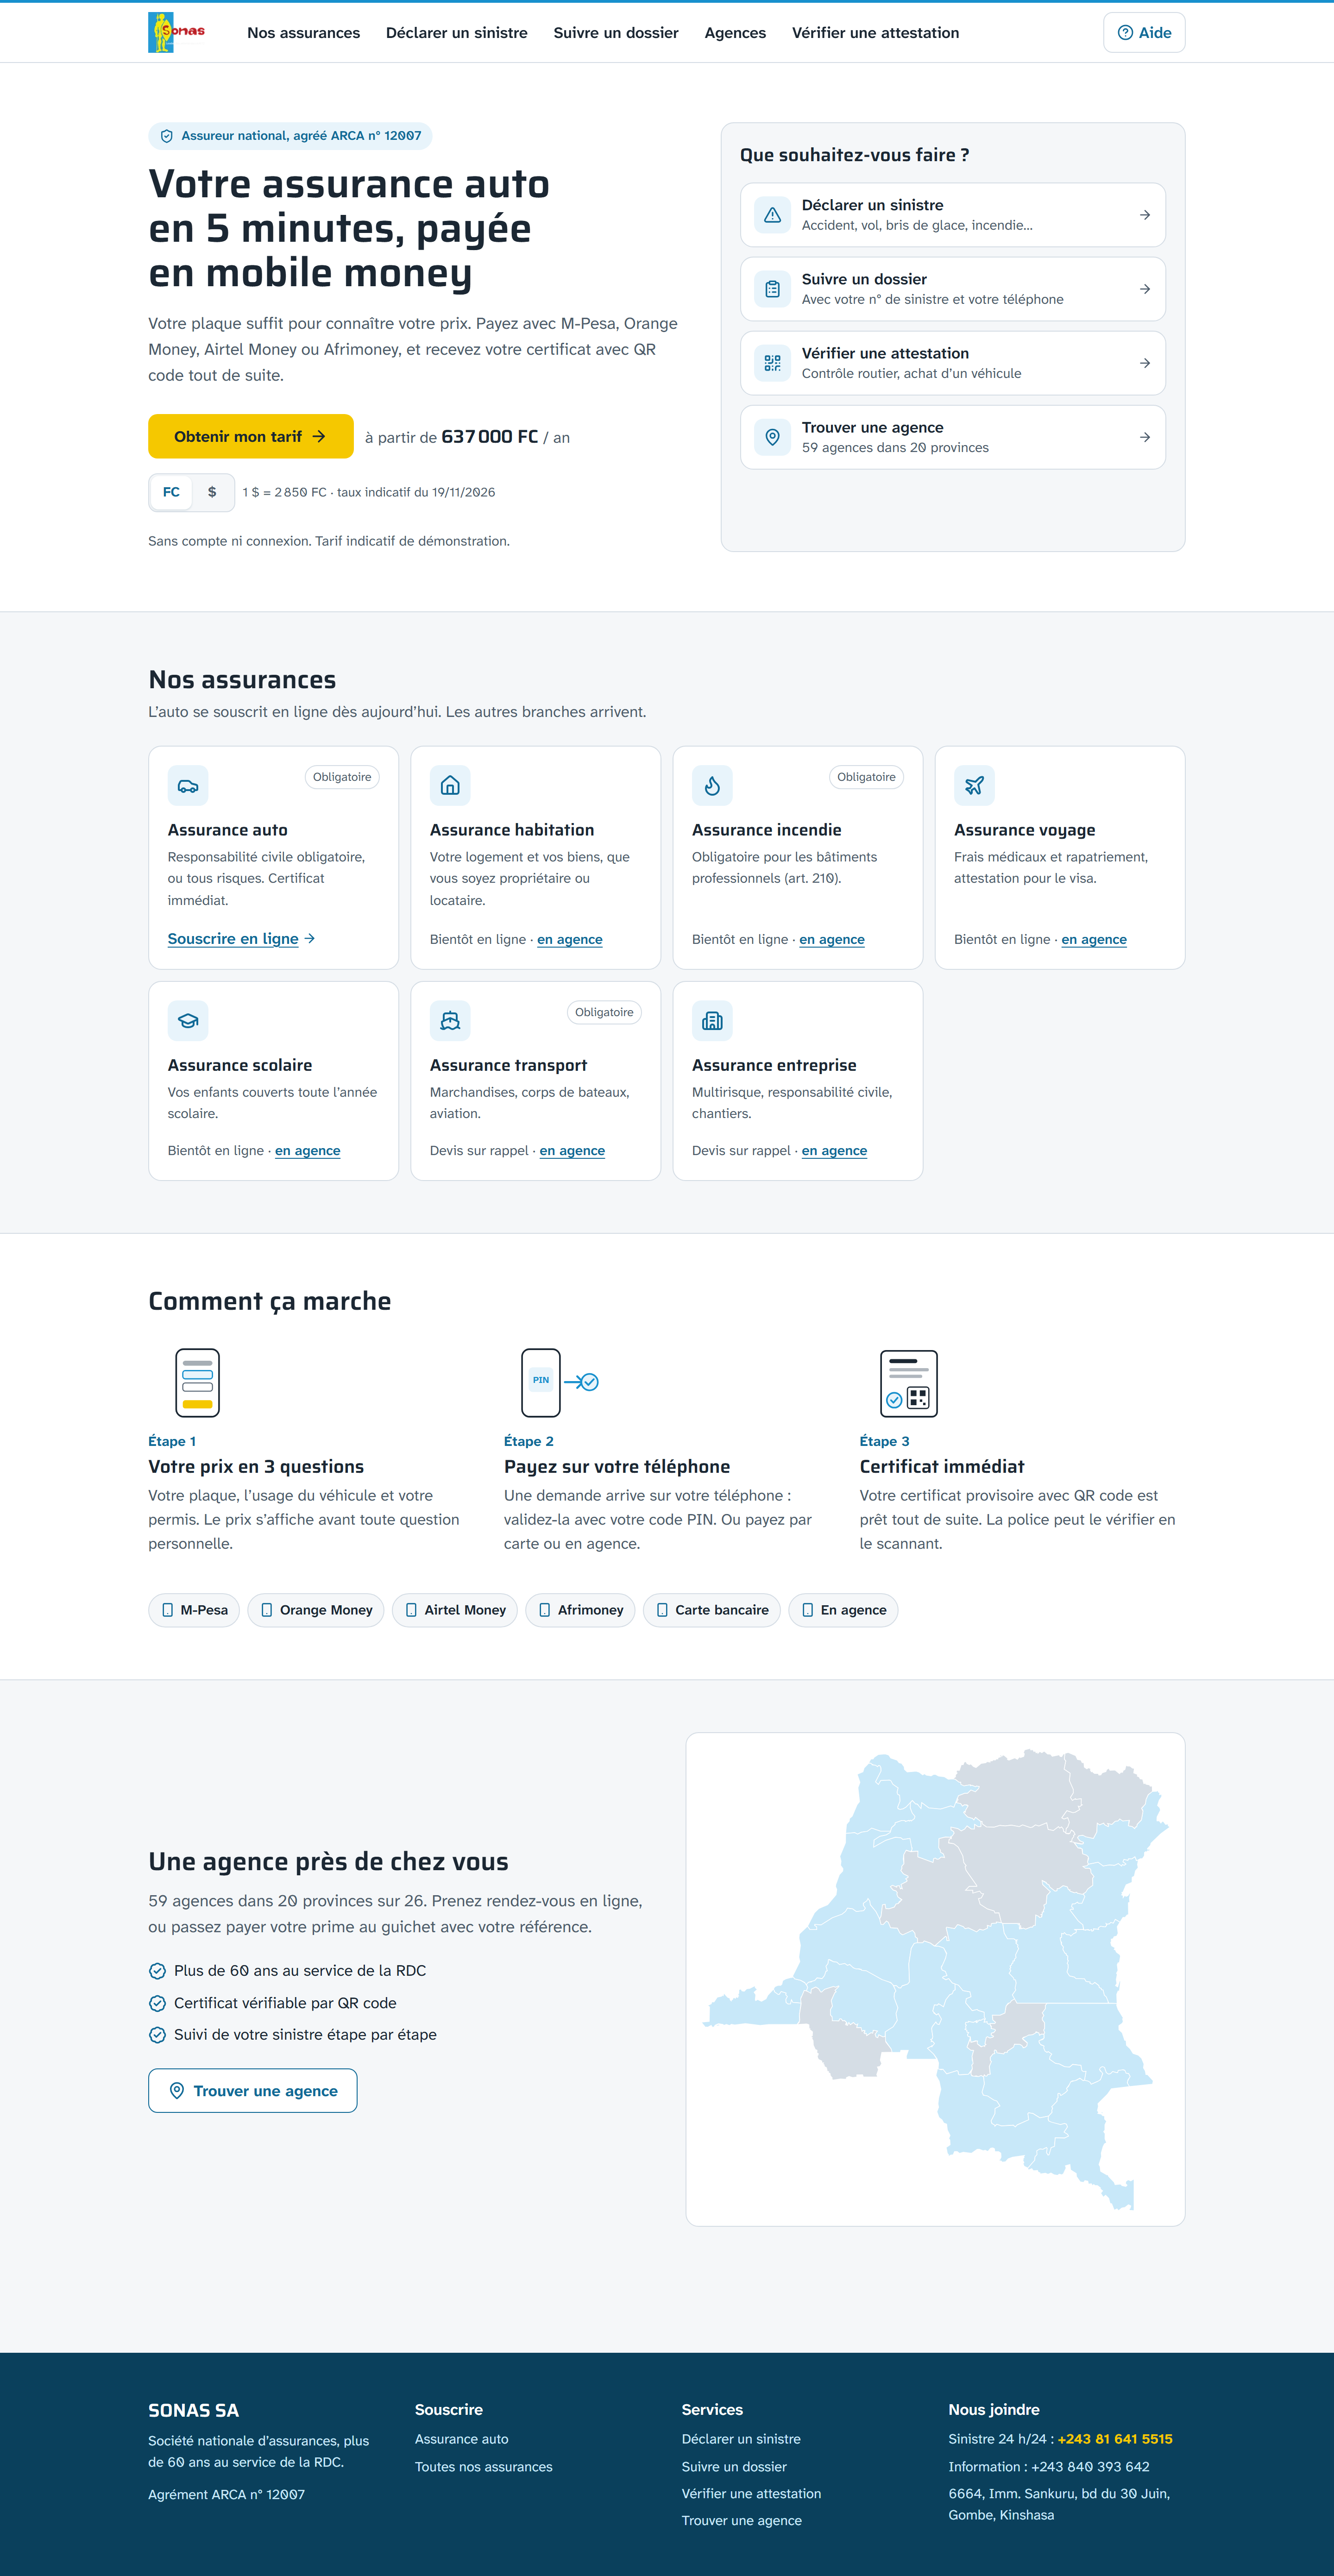 Sonas
Nos assurances
Déclarer un sinistre
Suivre un dossier
Agences
Vérifier une attestation
Aide
Assureur national, agréé ARCA n° 12007
Votre assurance auto
en 5 minutes, payée
en mobile money
Votre plaque suffit pour connaître votre prix. Payez avec M-Pesa, Orange
Money, Airtel Money ou Afrimoney, et recevez votre certificat avec QR
code tout de suite.
Obtenir mon tarif
à partir de 637 000 FC / an
FC
$
1 $ = 2 850 FC · taux indicatif du 19/11/2026
Sans compte ni connexion. Tarif indicatif de démonstration.
Que souhaitez-vous faire ?
Déclarer un sinistre
Accident, vol, bris de glace, incendie…
Suivre un dossier
Avec votre n° de sinistre et votre téléphone
Vérifier une attestation
Contrôle routier, achat d’un véhicule
Trouver une agence
59 agences dans 20 provinces
Nos assurances
L’auto se souscrit en ligne dès aujourd’hui. Les autres branches arrivent.
Obligatoire
Assurance auto
Responsabilité civile obligatoire,
ou tous risques. Certificat
immédiat.
Souscrire en ligne
Assurance habitation
Votre logement et vos biens, que
vous soyez propriétaire ou
locataire.
Bientôt en ligne · en agence
Obligatoire
Assurance incendie
Obligatoire pour les bâtiments
professionnels (art. 210).
Bientôt en ligne · en agence
Assurance voyage
Frais médicaux et rapatriement,
attestation pour le visa.
Bientôt en ligne · en agence
Assurance scolaire
Vos enfants couverts toute l’année
scolaire.
Bientôt en ligne · en agence
Obligatoire
Assurance transport
Marchandises, corps de bateaux,
aviation.
Devis sur rappel · en agence
Assurance entreprise
Multirisque, responsabilité civile,
chantiers.
Devis sur rappel · en agence
Comment ça marche
Étape 1
Votre prix en 3 questions
Votre plaque, l’usage du véhicule et votre
permis. Le prix s’affiche avant toute question
personnelle.
PIN
Étape 2
Payez sur votre téléphone
Une demande arrive sur votre téléphone :
validez-la avec votre code PIN. Ou payez par
carte ou en agence.
Étape 3
Certificat immédiat
Votre certificat provisoire avec QR code est
prêt tout de suite. La police peut le vérifier en
le scannant.
M-Pesa
Orange Money
Airtel Money
Afrimoney
Carte bancaire
En agence
Une agence près de chez vous
59 agences dans 20 provinces sur 26. Prenez rendez-vous en ligne,
ou passez payer votre prime au guichet avec votre référence.
Plus de 60 ans au service de la RDC
Certificat vérifiable par QR code
Suivi de votre sinistre étape par étape
Trouver une agence
SONAS SA
Société nationale d’assurances, plus
de 60 ans au service de la RDC.
Agrément ARCA n° 12007
Souscrire
Assurance auto
Toutes nos assurances
Services
Déclarer un sinistre
Suivre un dossier
Vérifier une attestation
Trouver une agence
Nous joindre
Sinistre 24 h/24 : +243 81 641 5515
Information : +243 840 393 642
6664, Imm. Sankuru, bd du 30 Juin,
Gombe, Kinshasa